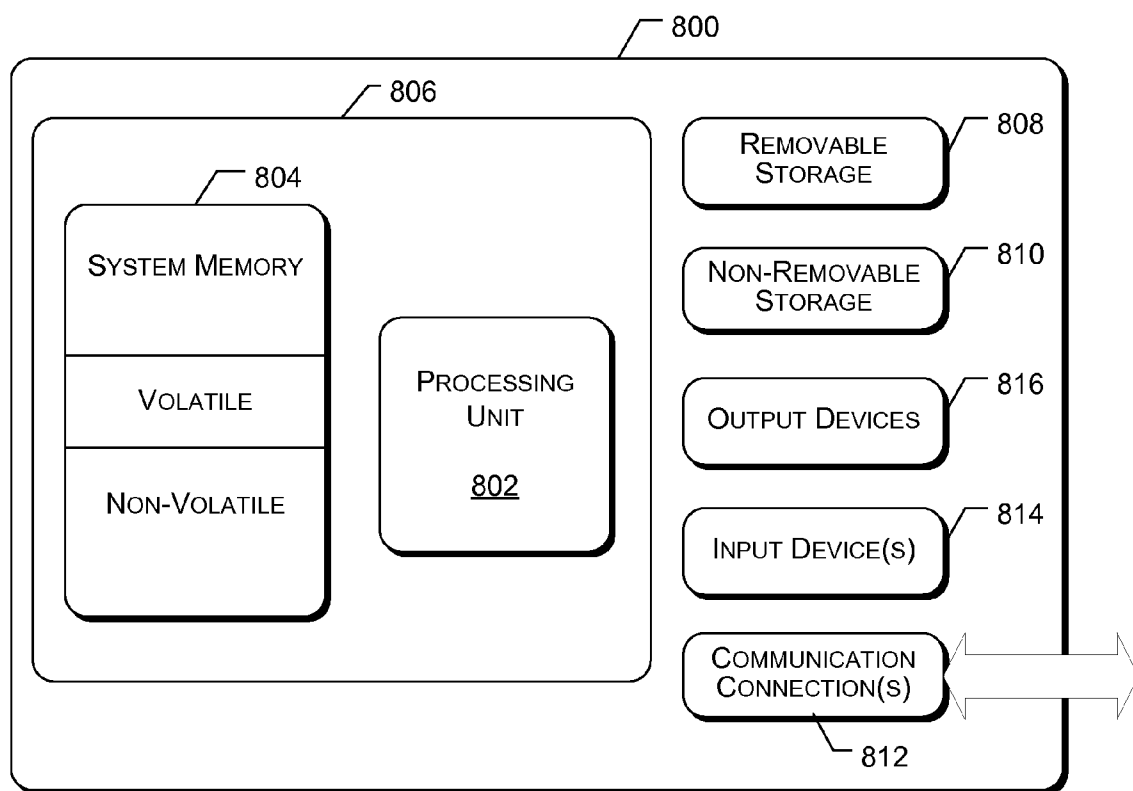 800
806
804
SYSTEM MEMORY
VOLATILE
NON-VOLATILE
PROCESSING
UNIT
802
REMOVABLE
STORAGE
808
NON-REMOVABLE
STORAGE
810
OUTPUT DEVICES
816
INPUT DEVICE(S)
814
COMMUNICATION
CONNECTION(S)
812